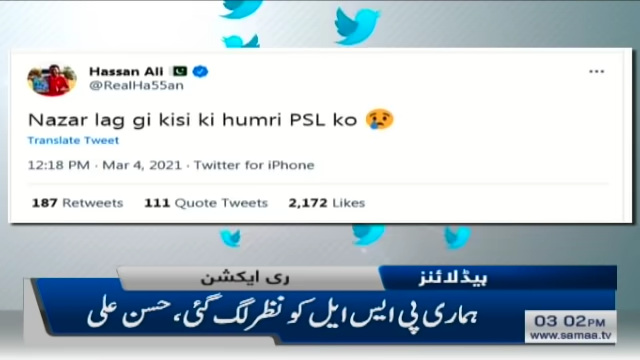 Hassan Ali
@RealHa55an
Nazar lag gi kisi ki humri PSL ko 😢
Translate Tweet
12:18 PM · Mar 4, 2021 · Twitter for iPhone
187 Retweets 111 Quote Tweets 2,172 Likes
ہیڈلائنز
ری ایکشن
ہماری پی ایس ایل کو نظر لگ گئی، حسن علی
03 02PM
www.samaa.tv